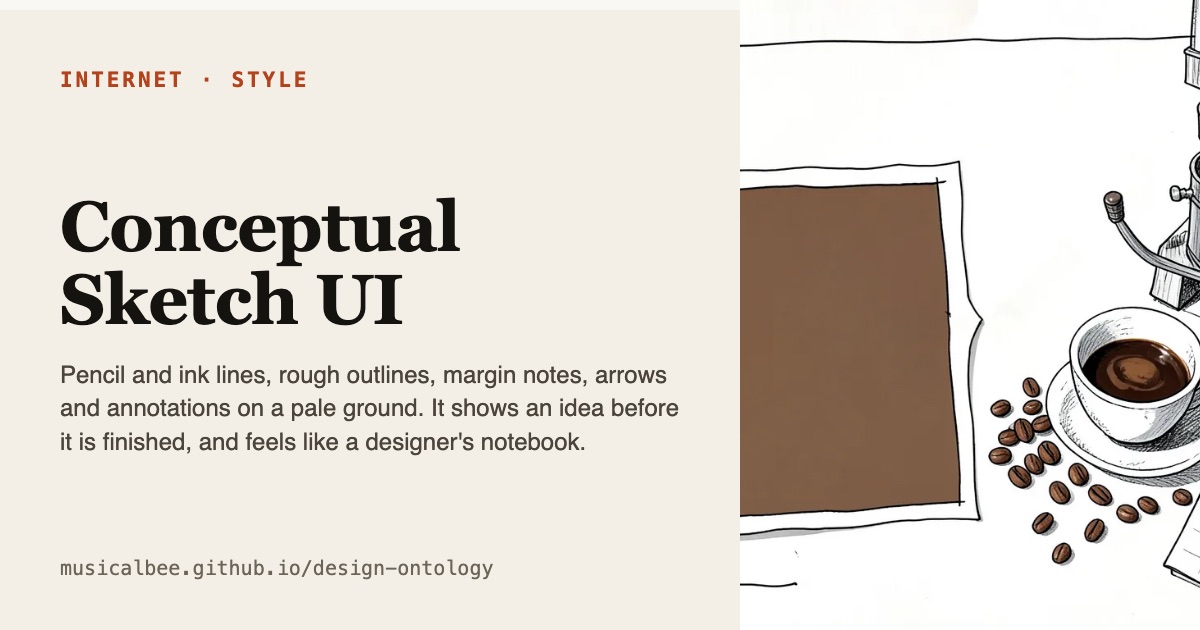 INTERNET · STYLE
Conceptual
Sketch UI
Pencil and ink lines, rough outlines, margin notes, arrows
and annotations on a pale ground. It shows an idea before
it is finished, and feels like a designer's notebook.
musicalbee.github.io/design-ontology